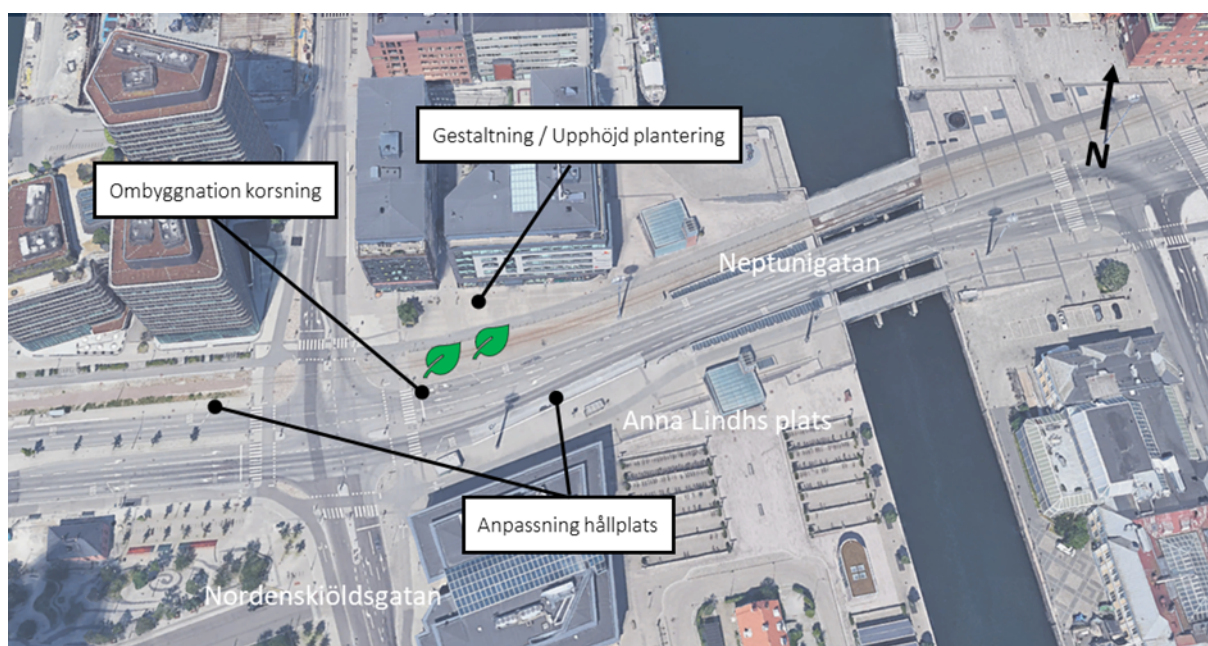 Gestaltning / Upphöjd plantering
N
Ombyggnation korsning
Neptunigatan
Anna Lindhs plats
Anpassning hållplats
Nordenskiöldsgatan